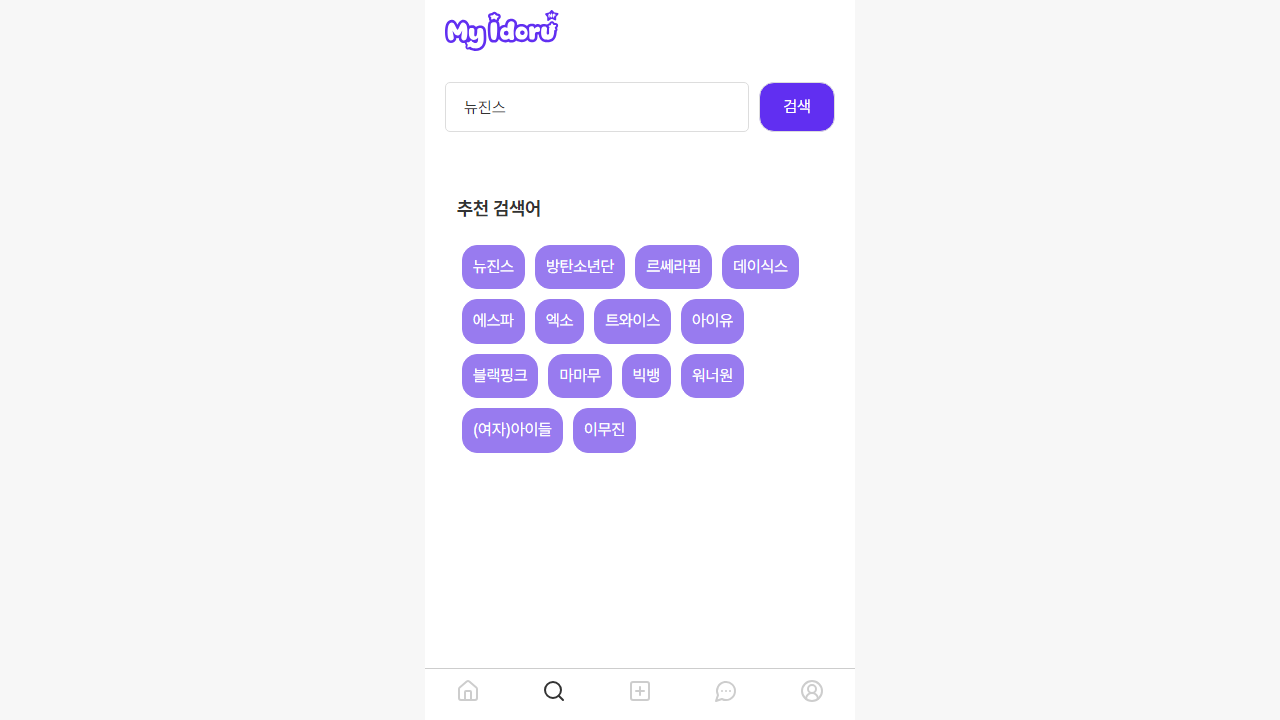 My idoru
뉴진스
검색
추천 검색어
뉴진스 방탄소년단 르쎄라핌 데이식스
에스파 엑소 트와이스 아이유
블랙핑크 마마무 빅뱅 워너원
(여자)아이들 이무진